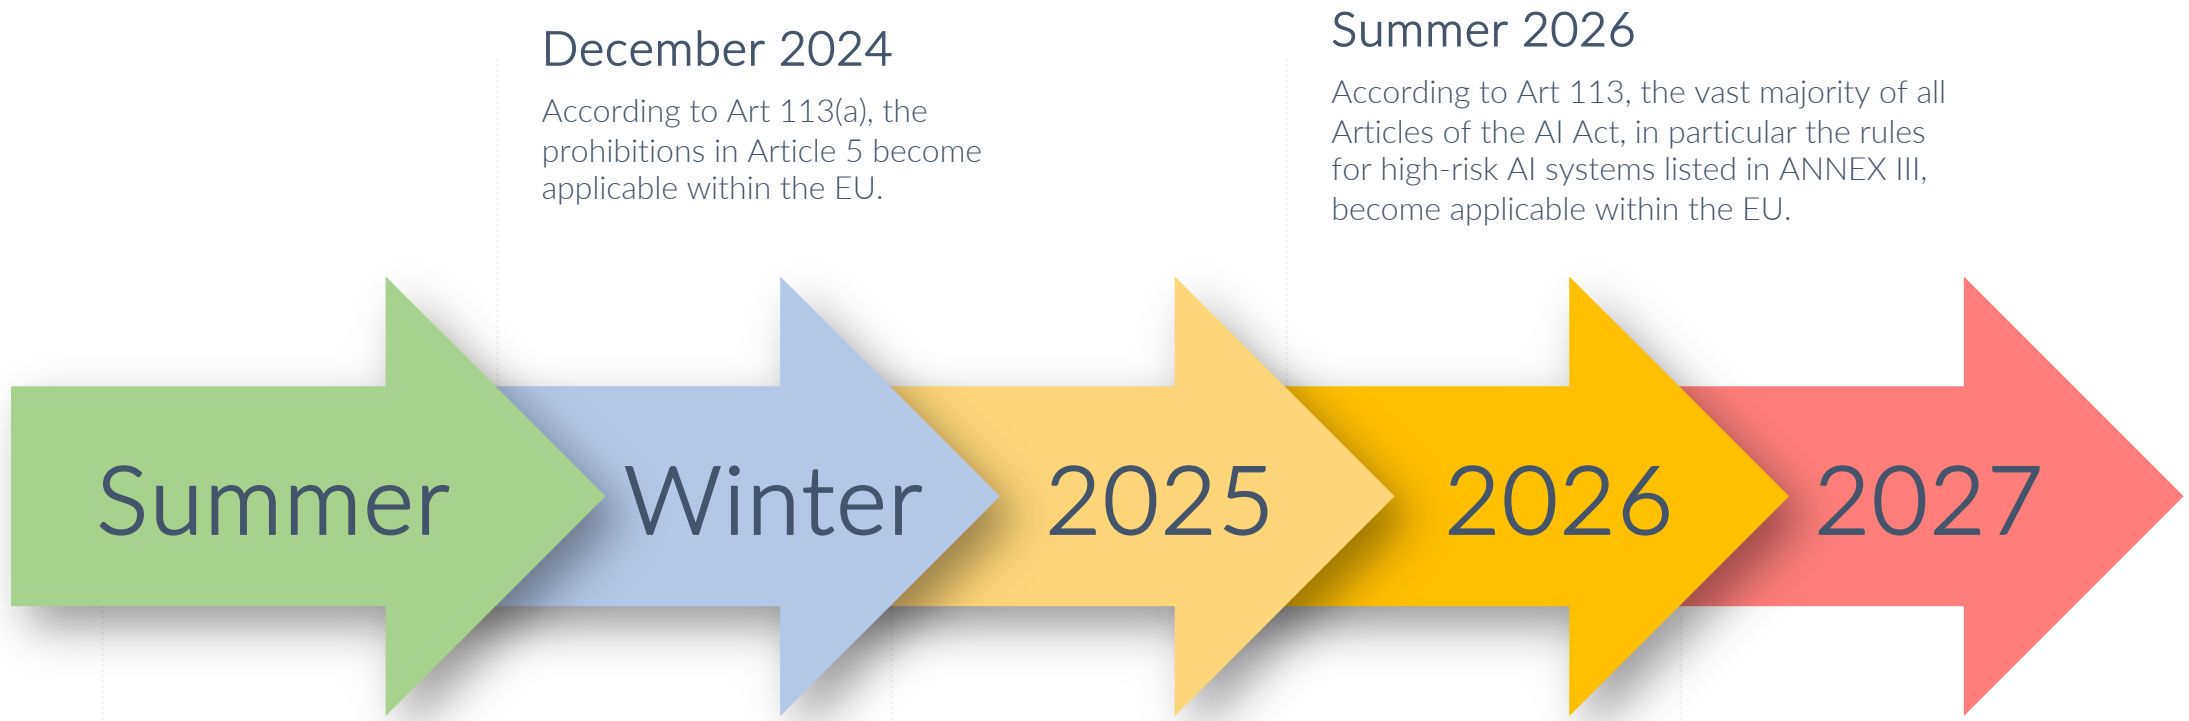 December 2024
According to Art 113(a), the
prohibitions in Article 5 become
applicable within the EU.
Summer 2026
According to Art 113, the vast majority of all
Articles of the AI Act, in particular the rules
for high-risk AI systems listed in ANNEX III,
become applicable within the EU.
Summer
Winter
2025
2026
2027